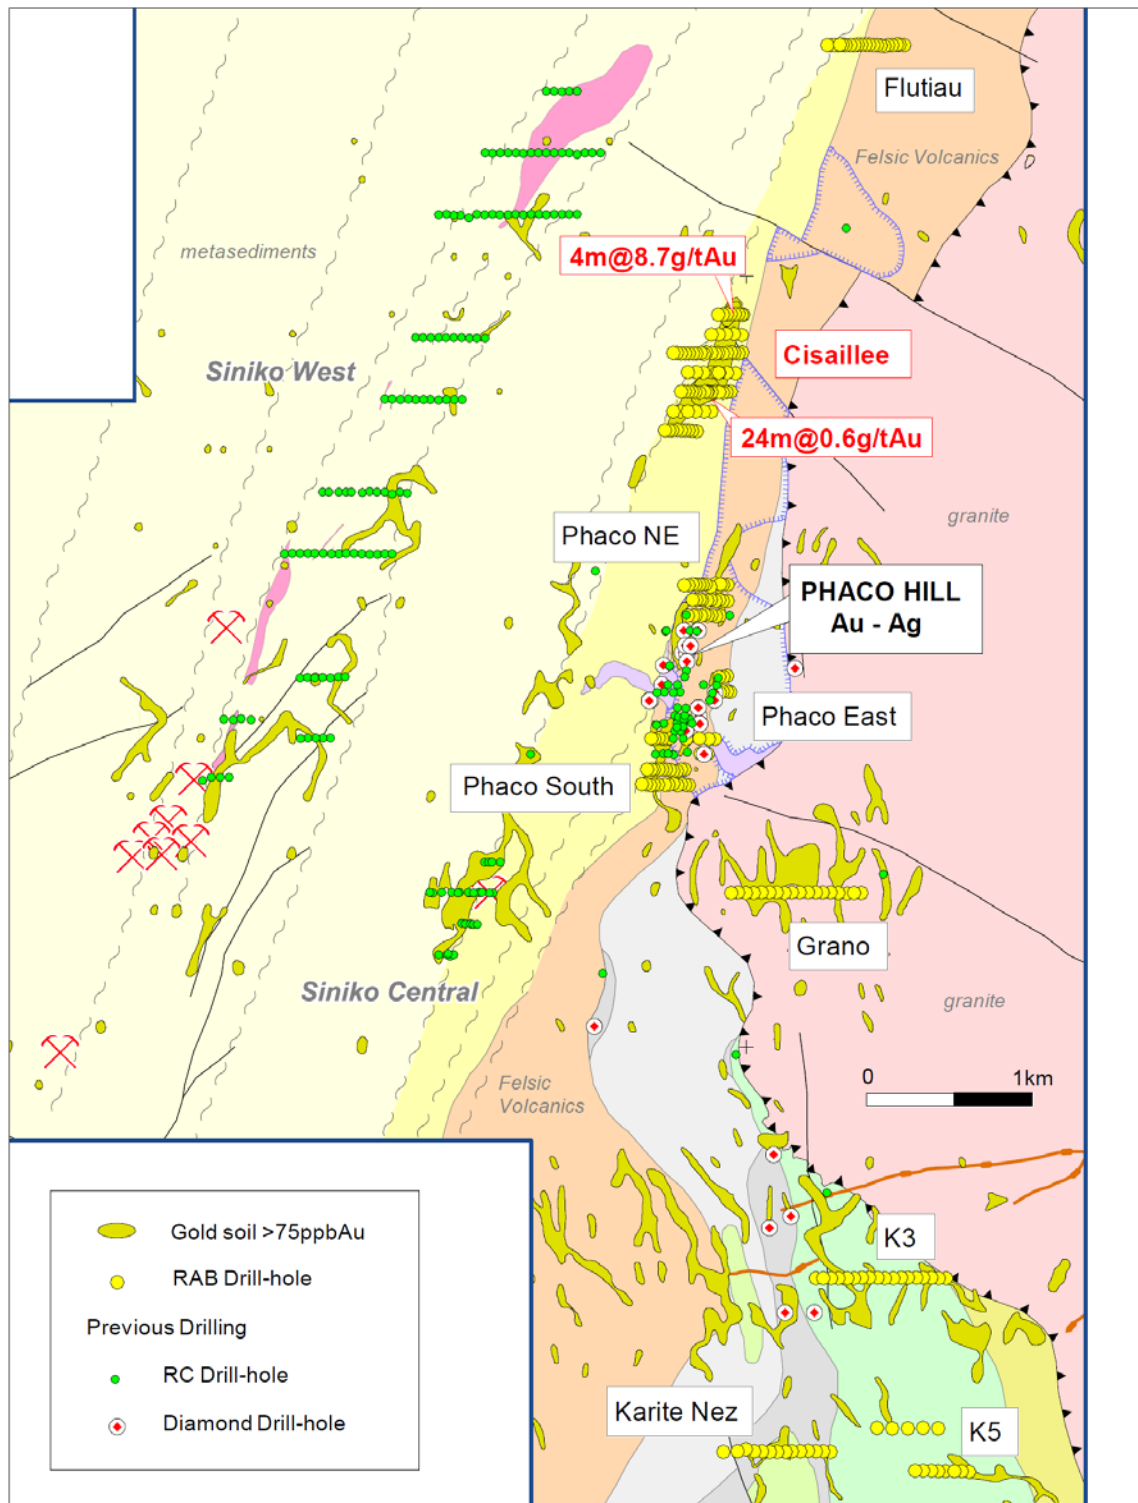 Flutiau
Felsic Volcanics
metasediments
4m@8.7g/tAu
Siniko West
Cisaillee
24m@0.6g/tAu
granite
Phaco NE
PHACO HILL
Au - Ag
Phaco East
Phaco South
Grano
Siniko Central
granite
0 1km
Felsic
Volcanics
Gold soil >75ppbAu
RAB Drill-hole
Previous Drilling
RC Drill-hole
Diamond Drill-hole
K3
Karite Nez
K5